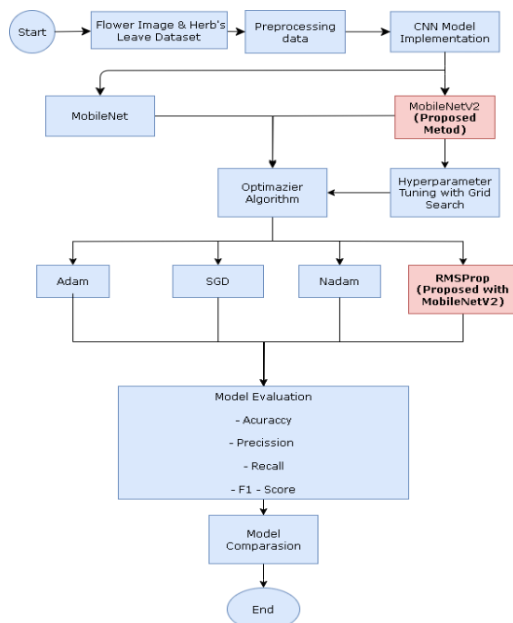 Start
Flower Image & Herb's
Leave Dataset
Preprocessing
data
CNN Model
Implementation
MobileNet
MobileNetV2
(Proposed
Metod)
Optimazier
Algorithm
Hyperparameter
Tuning with Grid
Search
Adam
SGD
Nadam
RMSProp
(Proposed with
MobileNetV2)
Model Evaluation
- Acuraccy
- Precission
- Recall
- F1 - Score
Model
Comparasion
End